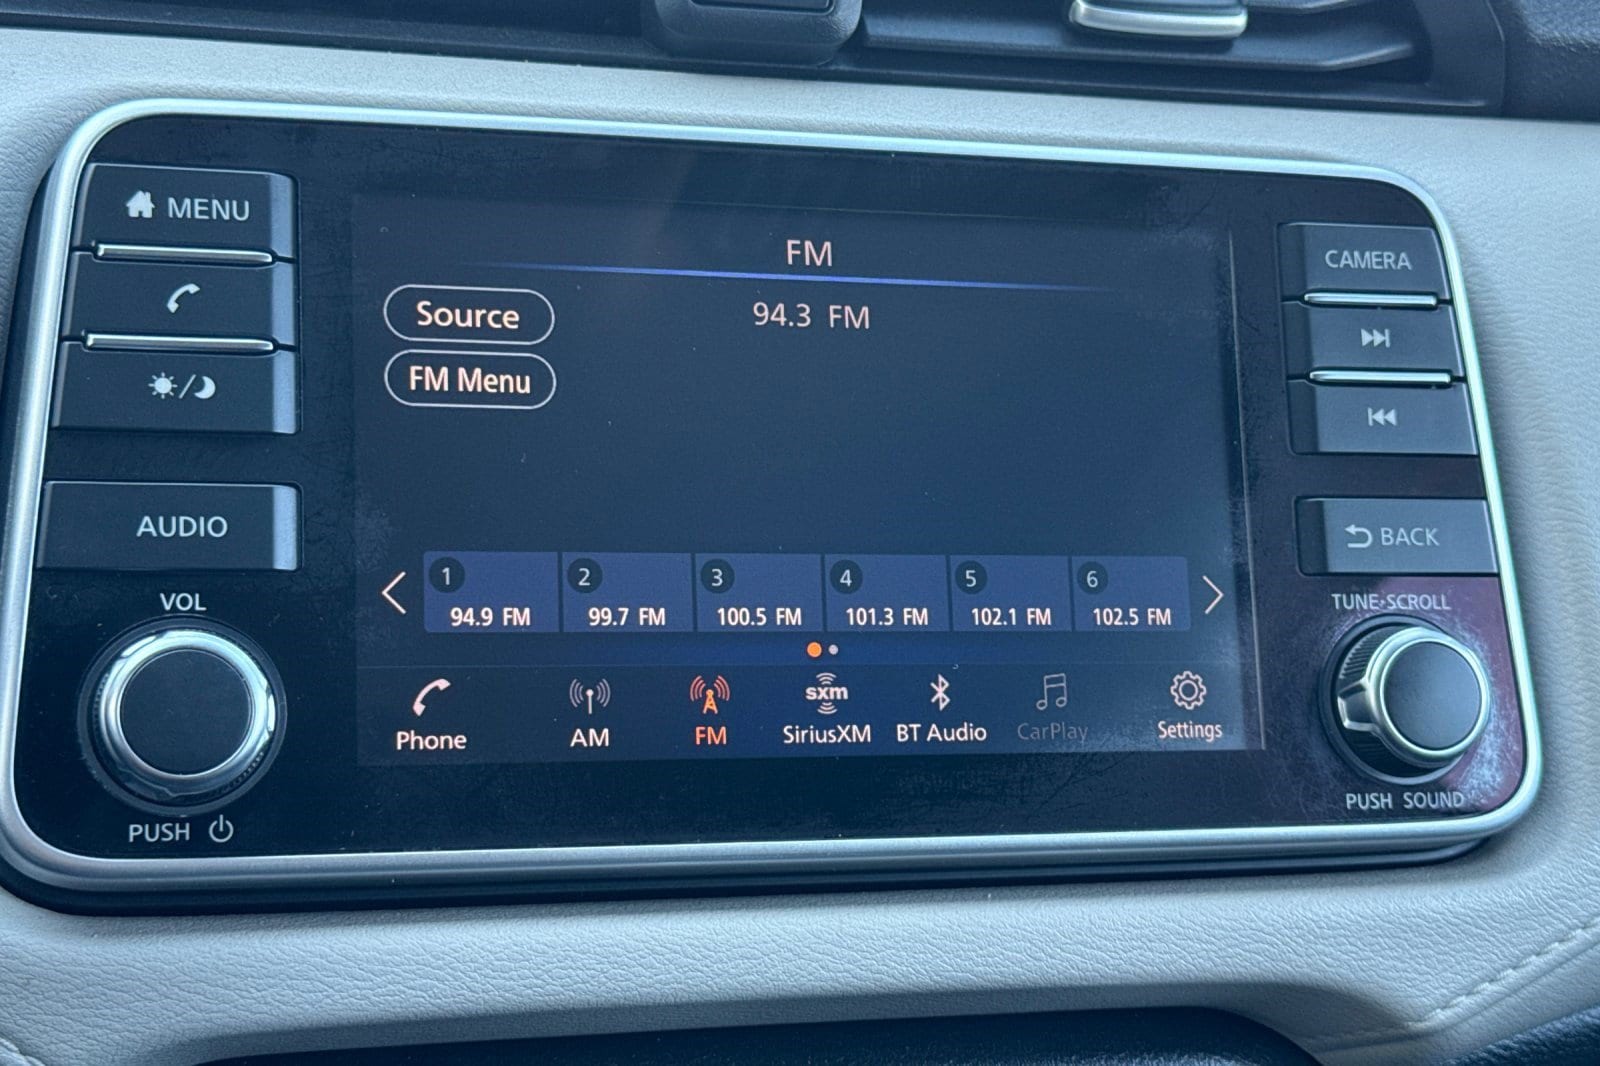 MENU
AUDIO
VOL
PUSH
FM
Source
94.3 FM
FM Menu
1
94.9 FM
2
99.7 FM
3
100.5 FM
4
101.3 FM
5
102.1 FM
6
102.5 FM
Phone
AM
FM
sxm
SiriusXM
BT Audio
CarPlay
Settings
CAMERA
BACK
TUNE·SCROLL
PUSH SOUND